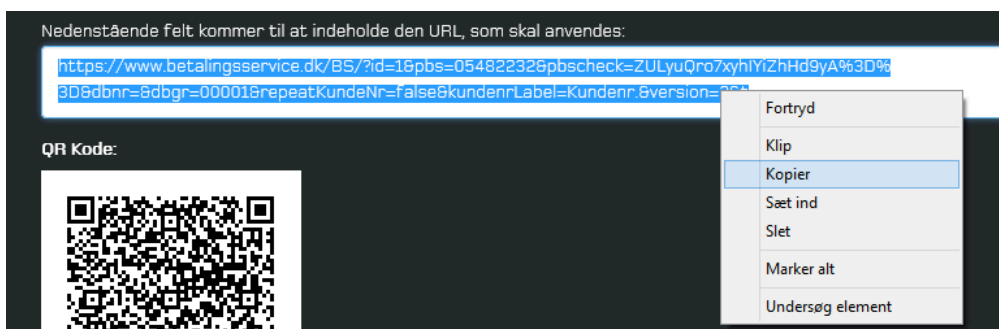 Nedenstående felt kommer til at indeholde den URL, som skal anvendes:
https://www.betalingsservice.dk/BS/?id=1&pbs=05482232&pbscheck=ZULyuQro7xyhlYiZhHd9yA%3D%
3D&dbnr=&dbgr=00001&repeatKundeNr=false&kundenrLabel=Kundenr.&version=
Fortryd
Klip
Kopier
Sæt ind
Slet
Marker alt
Undersøg element
QR Kode: